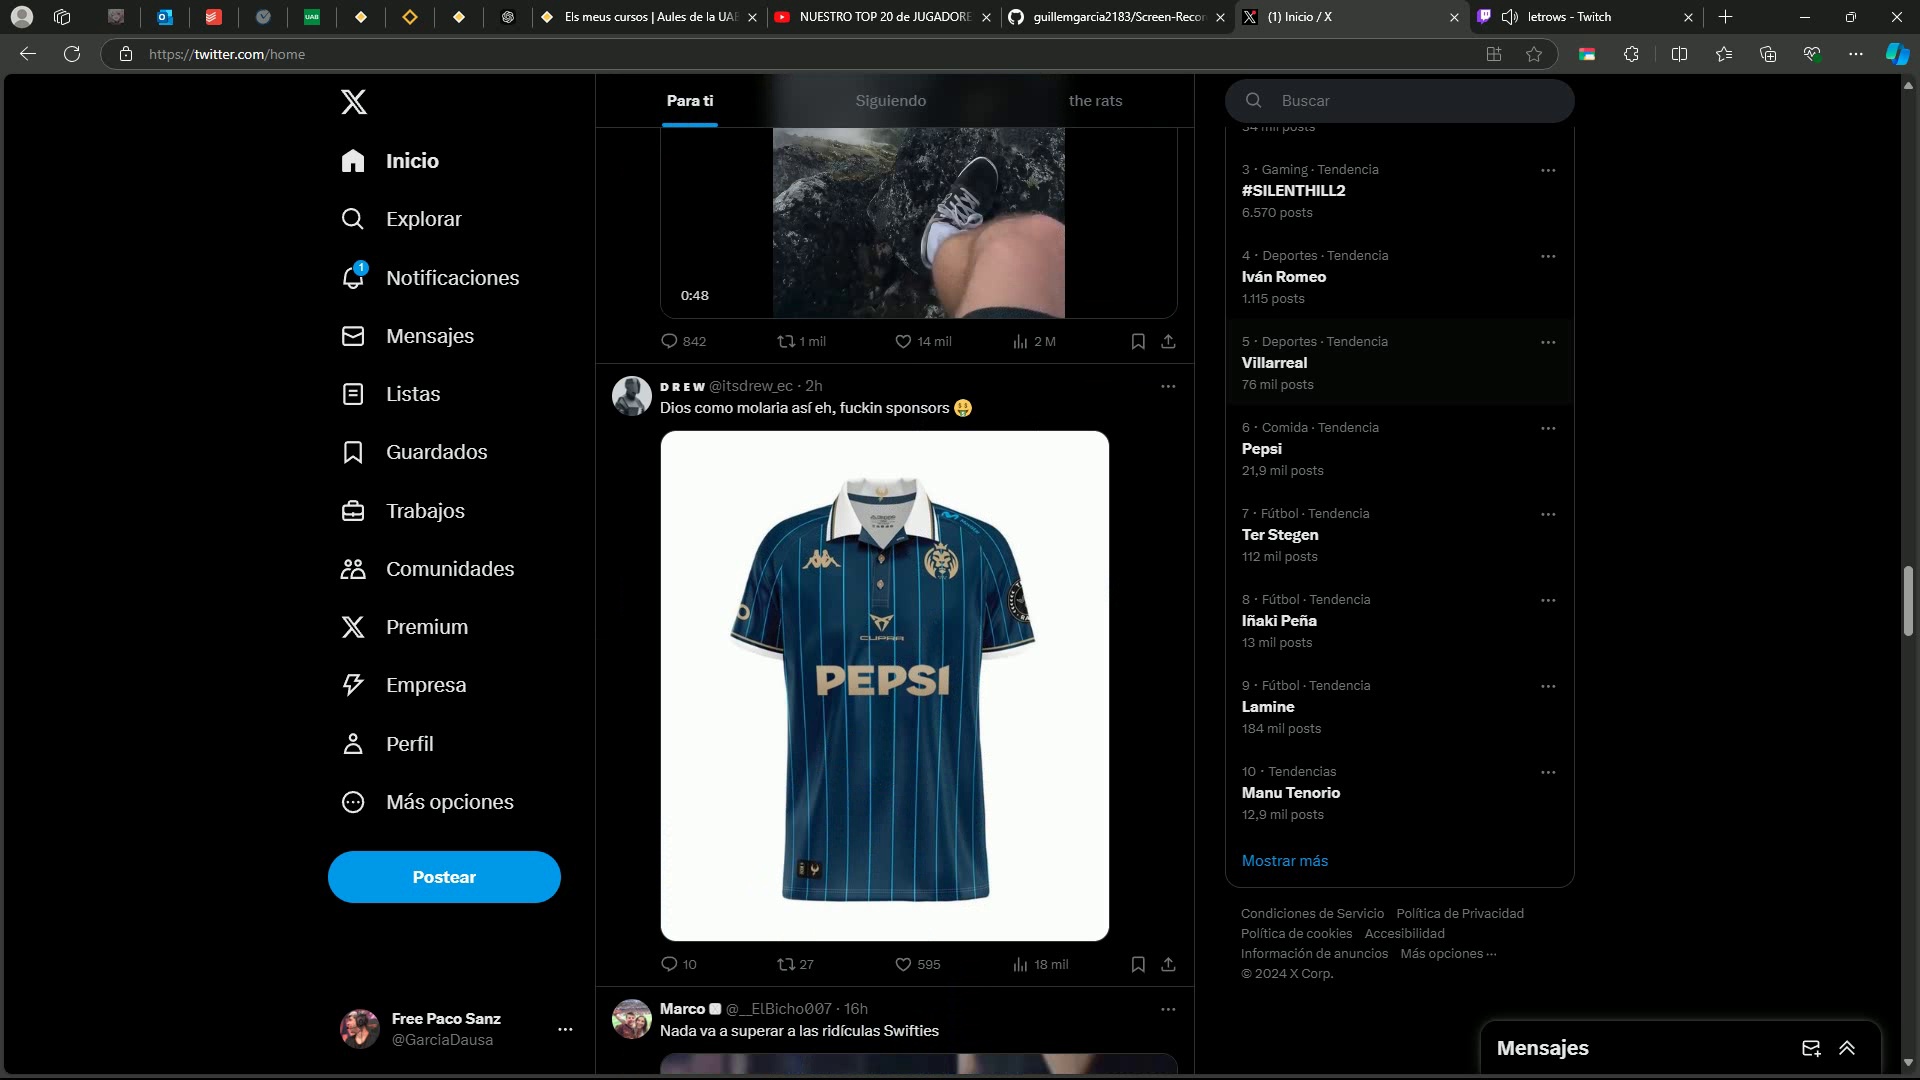 Els meus cursos | Aules de la UAB
NUESTRO TOP 20 de JUGADORE
guillemgarcia2183/Screen-Recor
(1) Inicio / X
letrows - Twitch
https://twitter.com/home
Inicio
Explorar
1
Notificaciones
Mensajes
Listas
Guardados
Trabajos
Comunidades
Premium
Empresa
Perfil
Más opciones
Postear
Free Paco Sanz
@GarciaDausa
Para ti
Siguiendo
the rats
0:48
842
1 mil
14 mil
2 M
DREW @itsdrew_ec · 2h
Dios como molaria así eh, fuckin sponsors 🤑
CUPRA
PEPSI
10
27
595
18 mil
Marco @__ElBicho007 · 16h
Nada va a superar a las ridículas Swifties
Buscar
34 mil posts
3 · Gaming · Tendencia
#SILENTHILL2
6.570 posts
4 · Deportes · Tendencia
Iván Romeo
1.115 posts
5 · Deportes · Tendencia
Villarreal
76 mil posts
6 · Comida · Tendencia
Pepsi
21,9 mil posts
7 · Fútbol · Tendencia
Ter Stegen
112 mil posts
8 · Fútbol · Tendencia
Iñaki Peña
13 mil posts
9 · Fútbol · Tendencia
Lamine
184 mil posts
10 · Tendencias
Manu Tenorio
12,9 mil posts
Mostrar más
Condiciones de Servicio Política de Privacidad
Política de cookies Accesibilidad
Información de anuncios Más opciones ···
© 2024 X Corp.
Mensajes